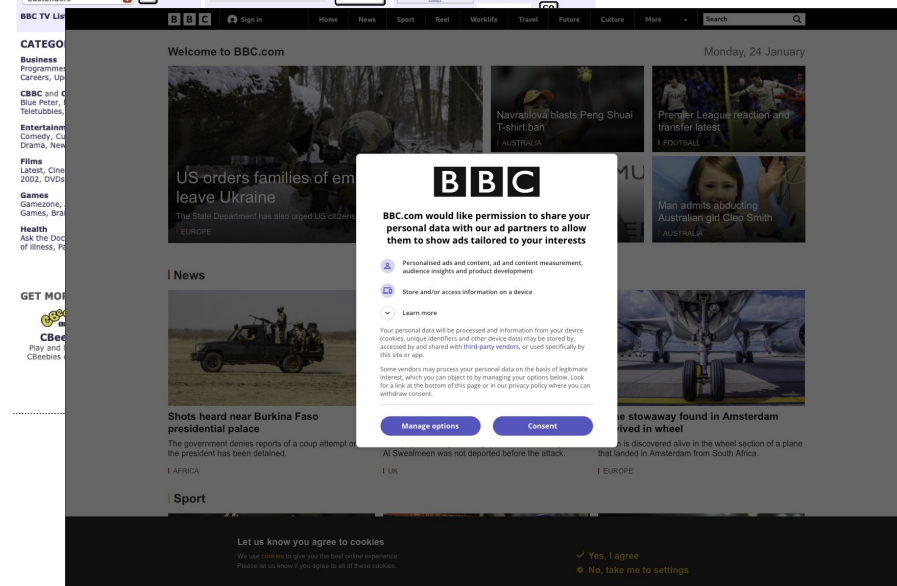 BBC TV Lis
CATEGO
Business
Programmes
Careers, Up
CBBC and C
Blue Peter,
Teletubbies,
Entertainm
Comedy, Cu
Drama, New
Films
Latest, Cine
2002, DVDs
Games
Gamezone,
Games, Brai
Health
Ask the Doc
of illness, Pa
GET MOR
CBee
Play and
CBeebies
GO
BBC Sign in Home News Sport Reel Worklife Travel Future Culture More Search
Welcome to BBC.com Monday, 24 January
US orders families of em
leave Ukraine
The State Department has also urged US citizens
EUROPE
Navratilova blasts Peng Shuai
T-shirt ban
AUSTRALIA
Premier League reaction and
transfer latest
FOOTBALL
Man admits abducting
Australian girl Cleo Smith
AUSTRALIA
BBC
BBC.com would like permission to share your
personal data with our ad partners to allow
them to show ads tailored to your interests
Personalised ads and content, ad and content measurement,
audience insights and product development
Store and/or access information on a device
Learn more
Your personal data will be processed and information from your device
(cookies, unique identifiers and other device data) may be stored by,
accessed by and shared with third-party vendors, or used specifically by
this site or app.
Some vendors may process your personal data on the basis of legitimate
interest, which you can object to by managing your options below. Look
for a link at the bottom of this page or in our privacy policy where you can
withdraw consent.
Manage options Consent
News
Shots heard near Burkina Faso
presidential palace
The government denies reports of a coup attempt or
the president has been detained.
AFRICA
Al Swealmeen was not deported before the attack.
UK
e stowaway found in Amsterdam
ived in wheel
is discovered alive in the wheel section of a plane
that landed in Amsterdam from South Africa.
EUROPE
Sport
Let us know you agree to cookies
We use cookies to give you the best online experience.
Please let us know if you agree to all of these cookies.
Yes, I agree
No, take me to settings